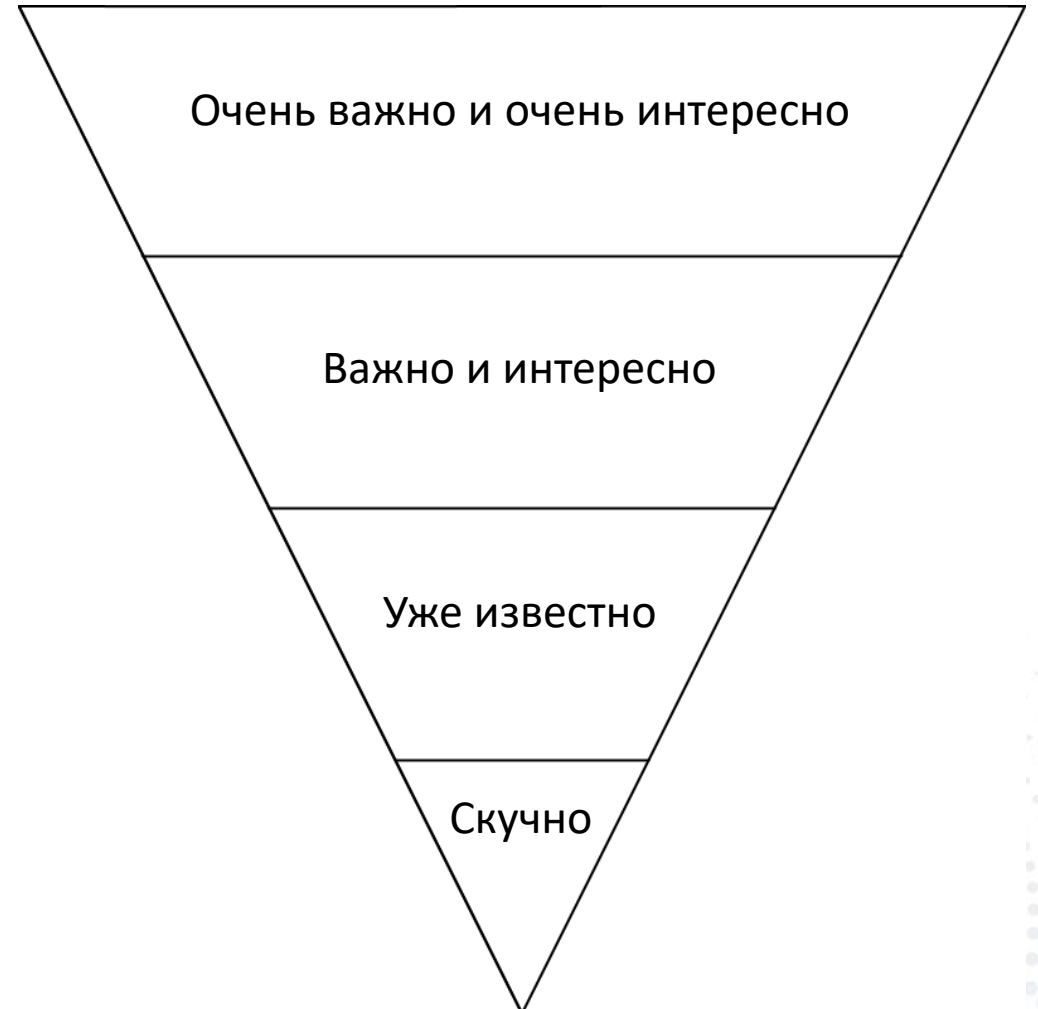 Очень важно и очень интересно
Важно и интересно
Уже известно
Скучно